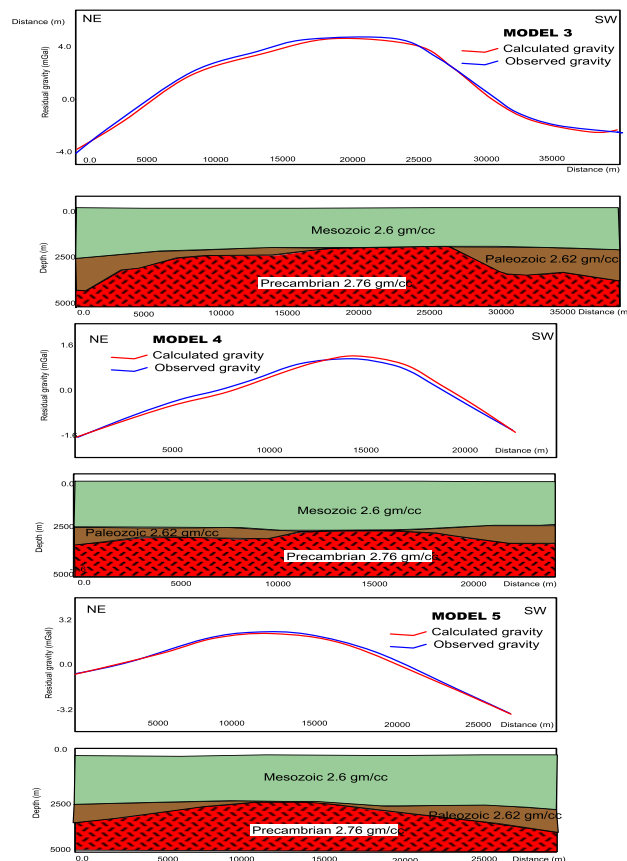 Distance (m)
NE
SW
MODEL 3
Calculated gravity
Observed gravity
Residual gravity (mGal)
4.0
0.0
-4.0
0.0 5000 10000 15000 20000 25000 30000 35000
Distance (m)
Depth (m)
0.0
2500
5000
Mesozoic 2.6 gm/cc
Paleozoic 2.62 gm/cc
Precambrian 2.76 gm/cc
0.0 5000 10000 15000 20000 25000 30000 35000 Distance (m)
NE
MODEL 4
SW
Calculated gravity
Observed gravity
Residual gravity (mGal)
1.6
0.0
-1.6
5000 10000 15000 20000 Distance (m)
Depth (m)
0.0
2500
5000
Mesozoic 2.6 gm/cc
Paleozoic 2.62 gm/cc
Precambrian 2.76 gm/c
0.0 5000 10000 15000 20000 Distance (m)
NE
SW
MODEL 5
Calculated gravity
Observed gravity
Residual gravity (mGal)
3.2
0.0
-3.2
5000 10000 15000 20000 25000 Distance (m)
Depth (m)
0.0
2500
5000
Mesozoic 2.6 gm/cc
Paleozoic 2.62 gm/cc
Precambrian 2.76 gm/cc
0.0 5000 10000 15000 20000 25000 Distance (m)